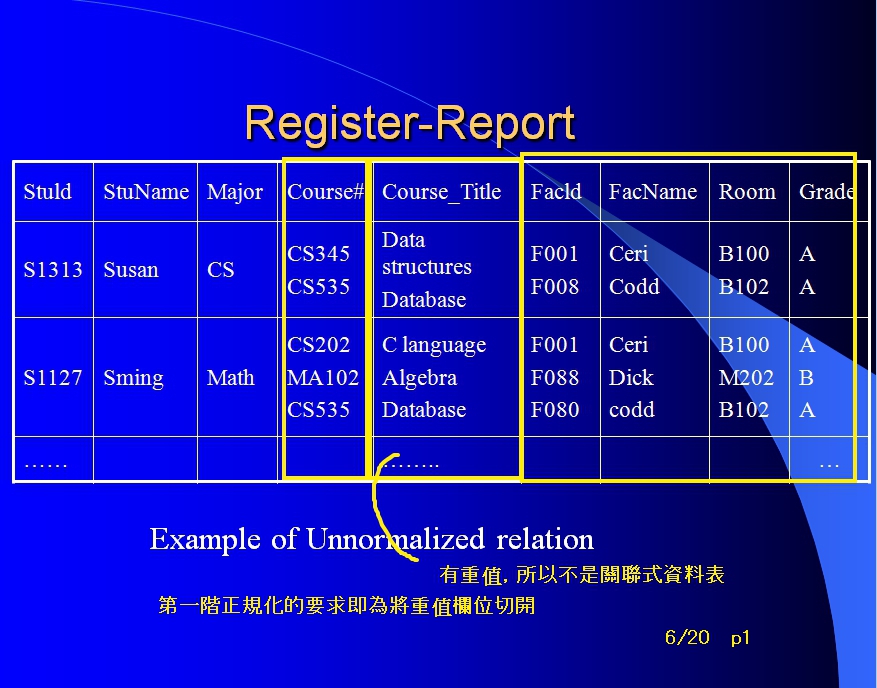 Register-Report
StuId StuName Major Course# Course_Title FacId FacName Room Grade
S1313 Susan CS CS345 Data structures F001 Ceri B100 A
CS535 Database F008 Codd B102 A
S1127 Sming Math CS202 C language F001 Ceri B100 A
MA102 Algebra F088 Dick M202 B
CS535 Database F080 codd B102 A
…… …….. …
Example of Unnormalized relation
有重值, 所以不是關聯式資料表
第一階正規化的要求即為將重值欄位切開
6/20 p1